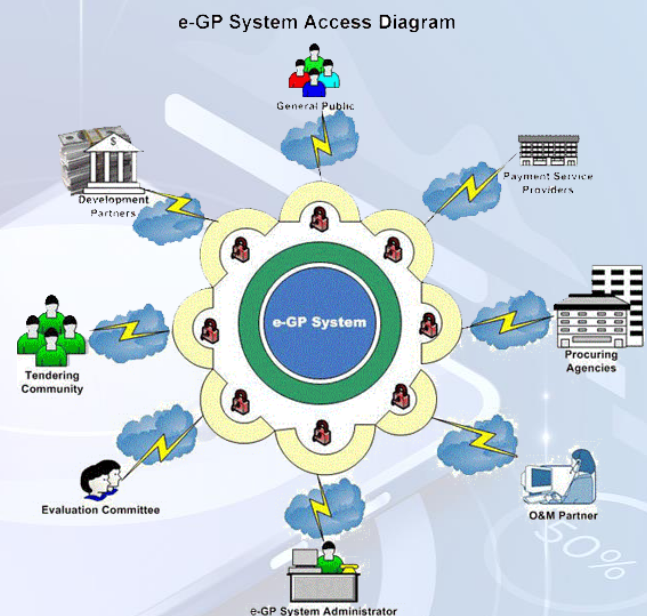 e-GP System Access Diagram
General Public
$
Development
Partners
Payment Service
Providers
e-GP System
Tendering
Community
Procuring
Agencies
Evaluation Committee
O&M Partner
50%
e-GP System Administrator